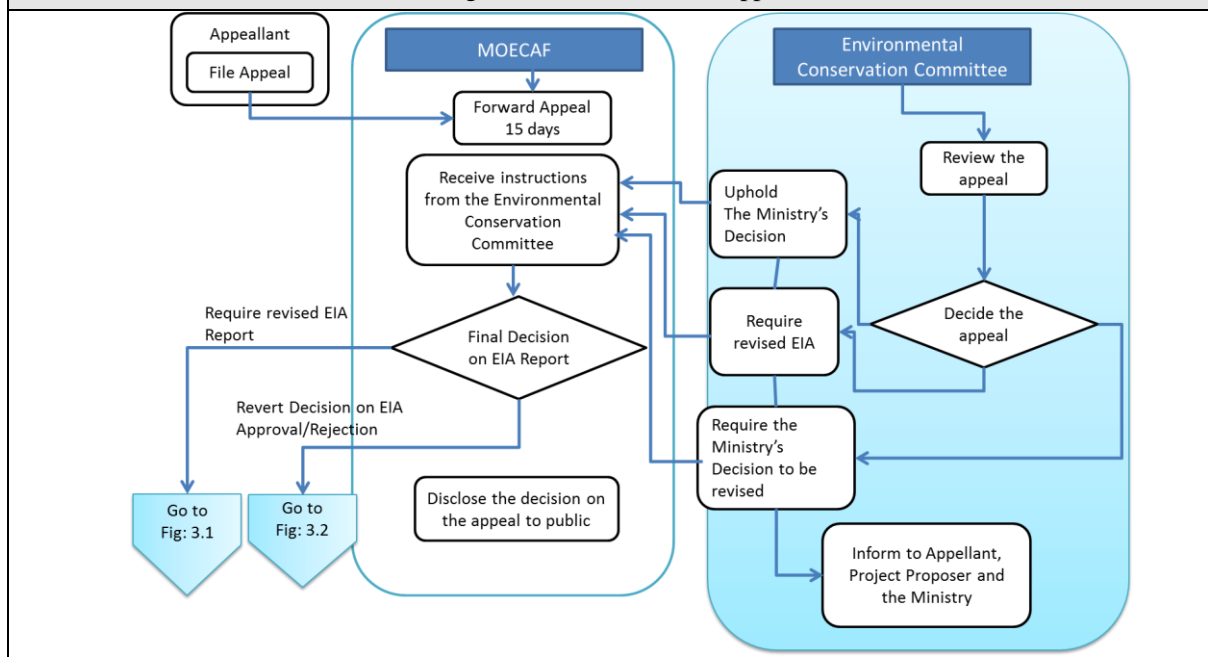 Appeallant
File Appeal
MOECAF
Forward Appeal
15 days
Receive instructions
from the Environmental
Conservation
Committee
Final Decision
on EIA Report
Require revised EIA
Report
Revert Decision on EIA
Approval/Rejection
Go to
Fig: 3.1
Go to
Fig: 3.2
Disclose the decision on
the appeal to public
Environmental
Conservation Committee
Review the
appeal
Decide the
appeal
Uphold
The Ministry's
Decision
Require
revised EIA
Require the
Ministry's
Decision to be
revised
Inform to Appellant,
Project Proposer and
the Ministry